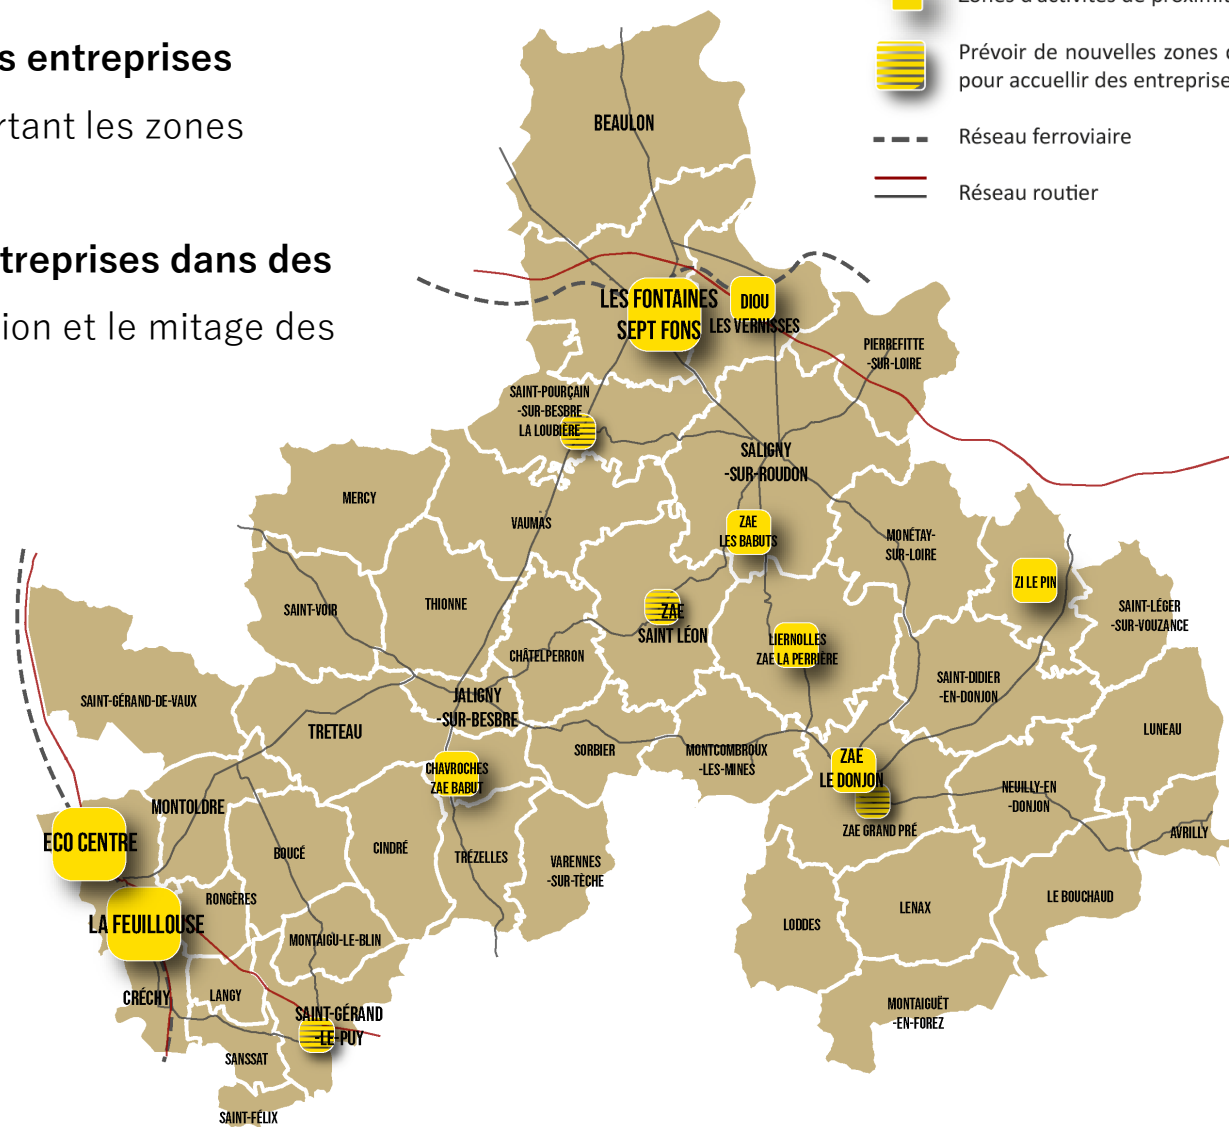 s entreprises
rtant les zones
treprises dans des
ion et le mitage des
Zones d'activités de proximit
Prévoir de nouvelles zones
pour accuellir des entreprise
Réseau ferroviaire
Réseau routier
BEAULON
LES FONTAINES
SEPT FONS
DIOU
LES VERNISSES
PIERREFITTE
-SUR-LOIRE
SAINT-POURÇAIN
-SUR-BESBRE
LA LOUBIÈRE
SALIGNY
-SUR-ROUDON
MERCY
VAUMAS
ZAE
LES BABUTS
MONÉTAY-
SUR-LOIRE
ZI LE PIN
SAINT-LÉGER
-SUR-VOUZANCE
SAINT-VOIR
THIONNE
ZAE
SAINT LÉON
LIERNOLLES
ZAE LA PERRIÈRE
CHÂTELPERRON
SAINT-DIDIER
-EN-DONJON
SAINT-GÉRAND-DE-VAUX
JALIGNY
-SUR-BESBRE
TRETEAU
LUNEAU
SORBIER
MONTCOMBROUX
-LES-MINES
ZAE
LE DONJON
CHAVROCHES
ZAE BABUT
NEUILLY-EN
-DONJON
MONTOLDRE
ZAE GRAND PRÉ
AVRILLY
ECO CENTRE
BOUCÉ
CINDRÉ
TRÉZELLES
VARENNES
-SUR-TÈCHE
RONGÈRES
LE BOUCHAUD
LENAX
LODDES
LA FEUILLOUSE
MONTAIGU-LE-BLIN
CRÉCHY
LANGY
SAINT-GÉRAND
-LE-PUY
MONTAIGUËT
-EN-FOREZ
SANSSAT
SAINT-FÉLIX